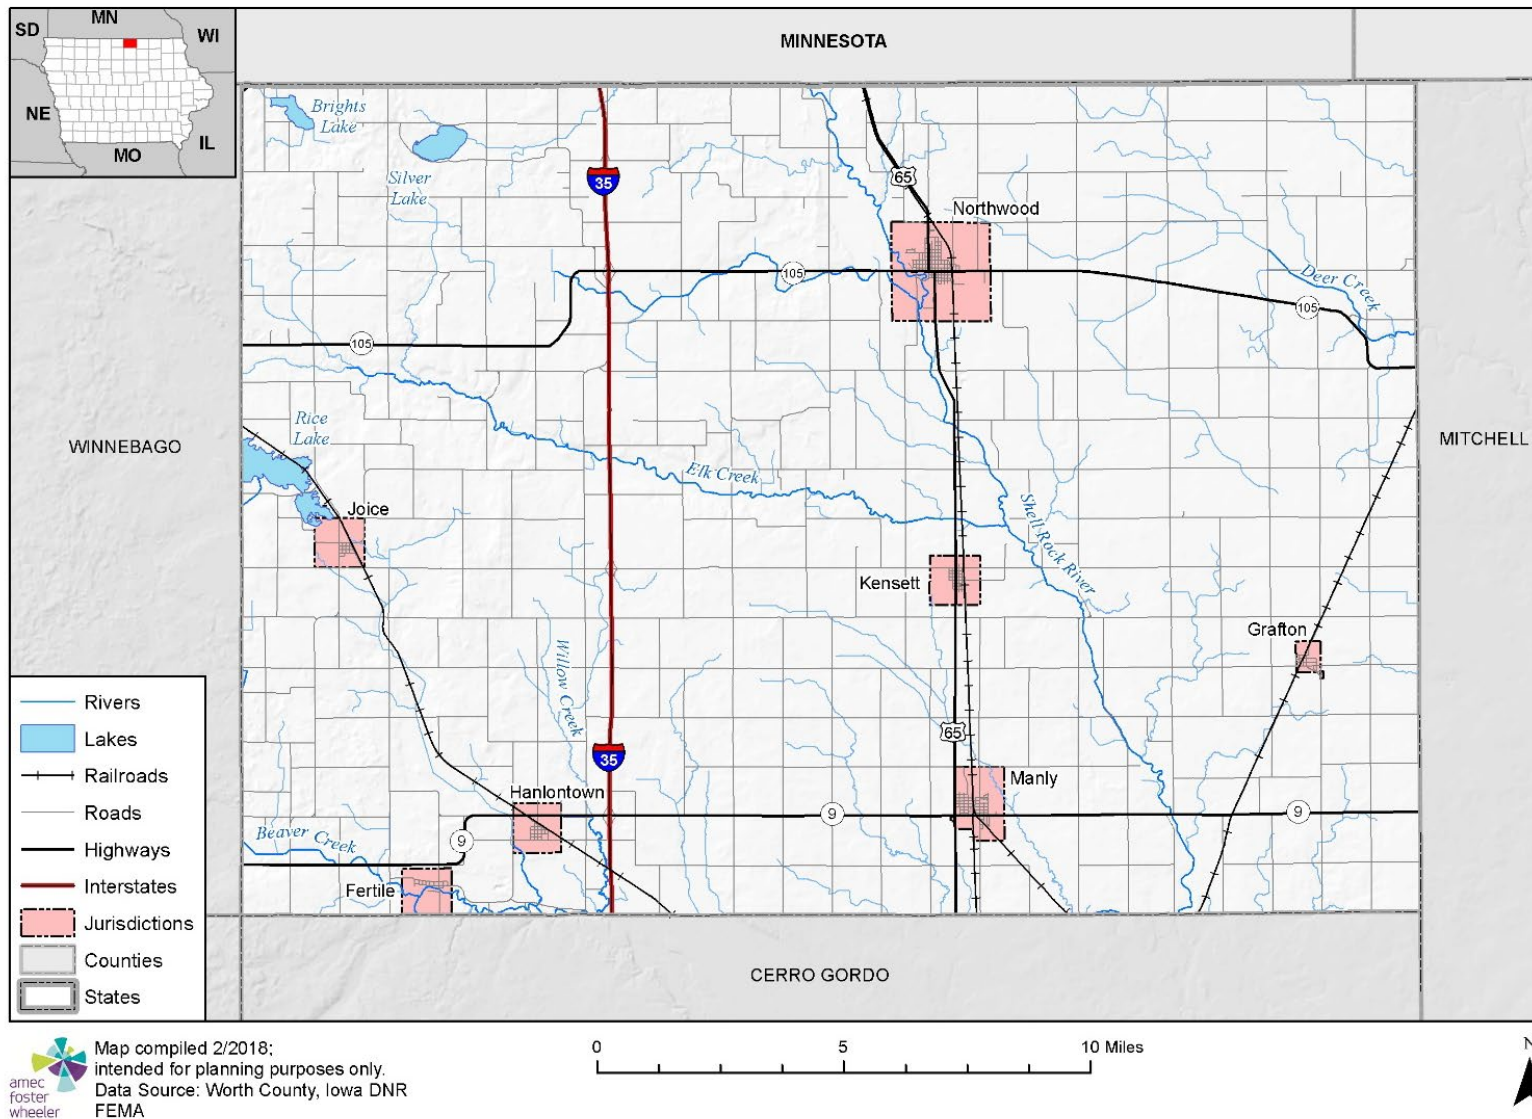 MN
SD
WI
NE
IL
MO
MINNESOTA
Brights
Lake
Silver
Lake
35
65
Northwood
105
Deer Creek
105
105
Rice
Lake
WINNEBAGO
MITCHELL
Elk Creek
Joice
Shell Rock River
Kensett
Grafton
Willow Creek
65
35
Manly
Hanlontown
9
9
Beaver
Creek
9
Fertile
CERRO GORDO
Rivers
Lakes
Railroads
Roads
Highways
Interstates
Jurisdictions
Counties
States
amec
foster
wheeler
Map compiled 2/2018;
intended for planning purposes only.
Data Source: Worth County, Iowa DNR
FEMA
0 5 10 Miles
N